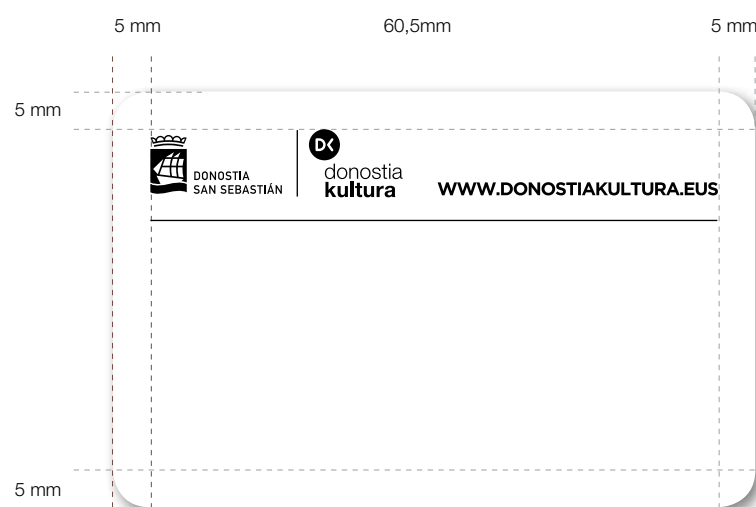 5 mm
60,5mm
5 mm
5 mm
DK
DONOSTIA
SAN SEBASTIÁN
donostia
kultura
WWW.DONOSTIAKULTURA.EUS
5 mm